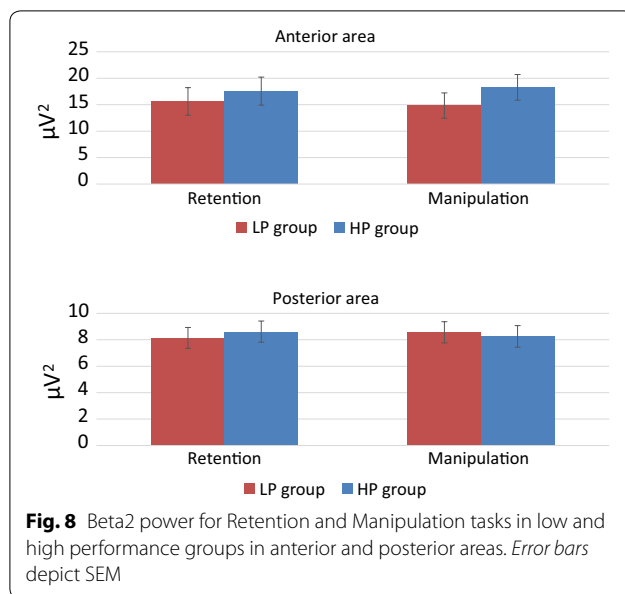 Anterior area
25
20
15
10
5
0
µV²
Retention Manipulation
LP group HP group
Posterior area
10
8
6
4
2
0
µV²
Retention Manipulation
LP group HP group
Fig. 8 Beta2 power for Retention and Manipulation tasks in low and
high performance groups in anterior and posterior areas. Error bars
depict SEM